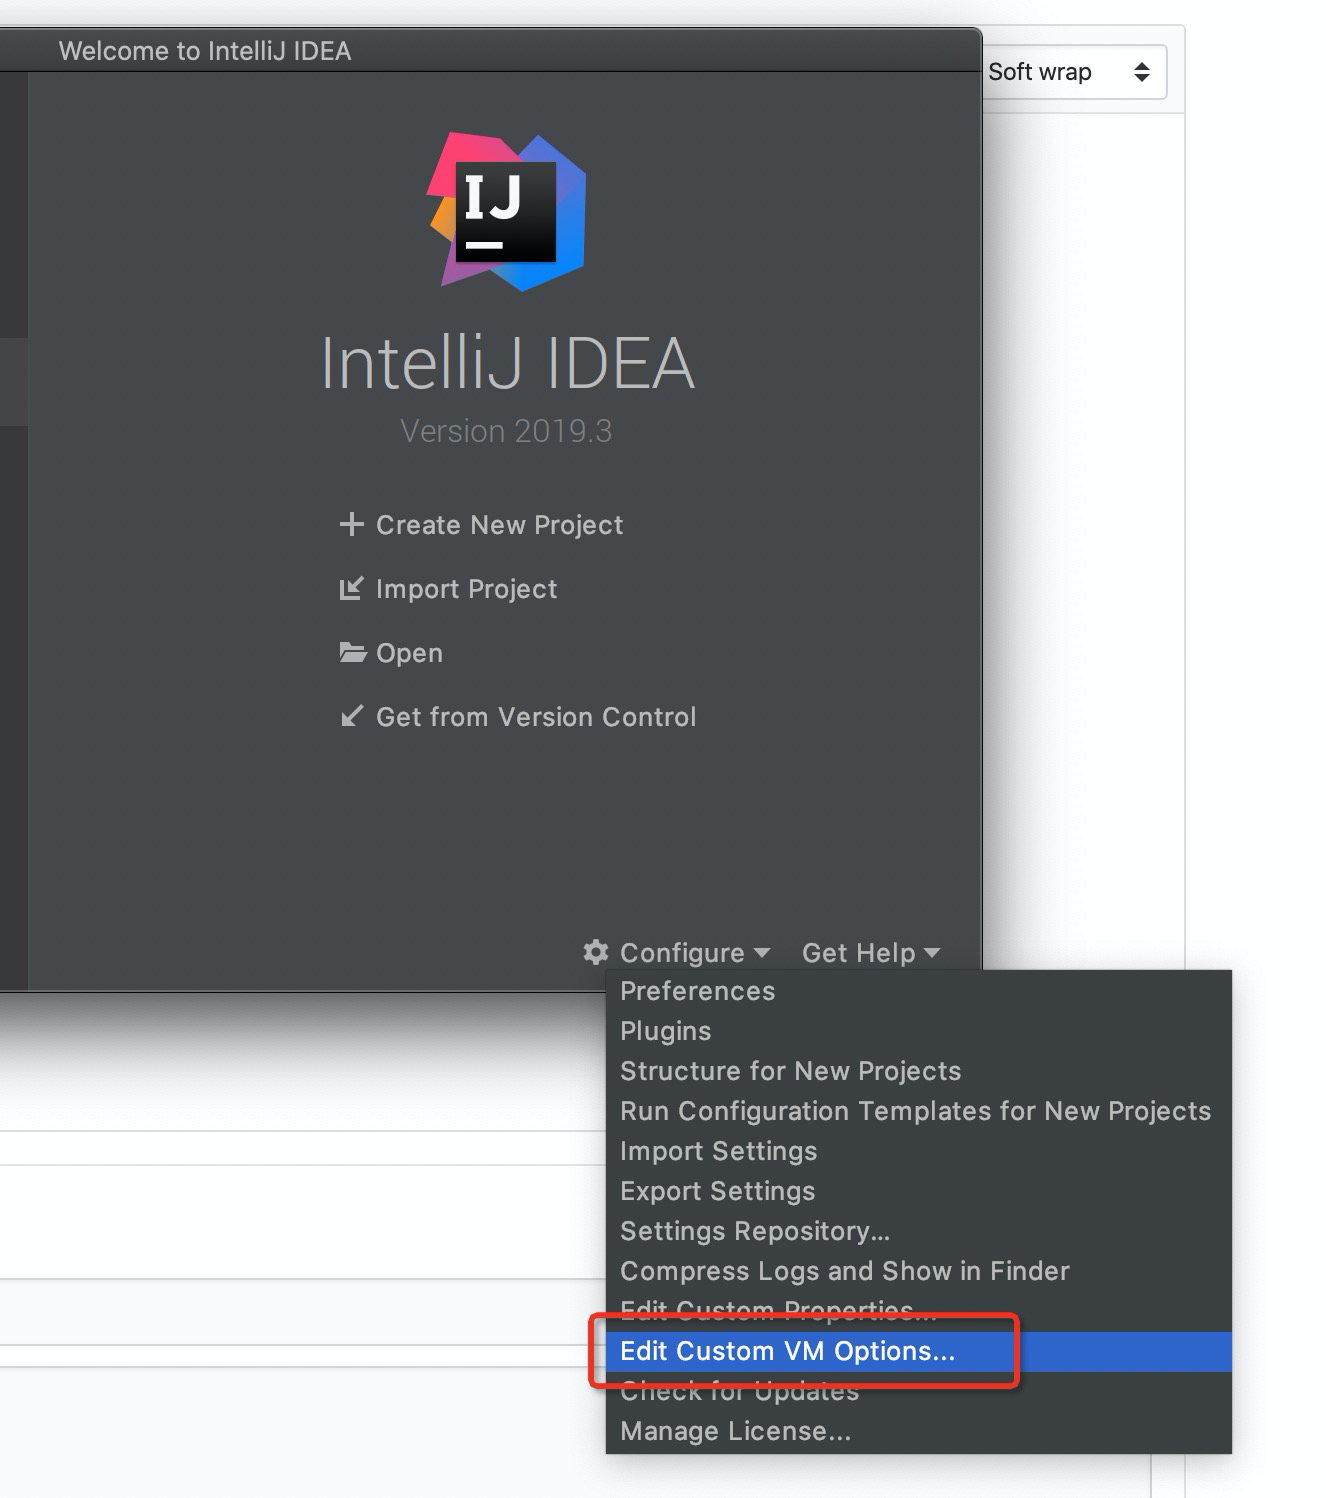 Welcome to IntelliJ IDEA
Soft wrap
IJ
IntelliJ IDEA
Version 2019.3
Create New Project
Import Project
Open
Get from Version Control
Configure
Get Help
Preferences
Plugins
Structure for New Projects
Run Configuration Templates for New Projects
Import Settings
Export Settings
Settings Repository...
Compress Logs and Show in Finder
Edit Custom Properties...
Edit Custom VM Options...
Check for Updates
Manage License...